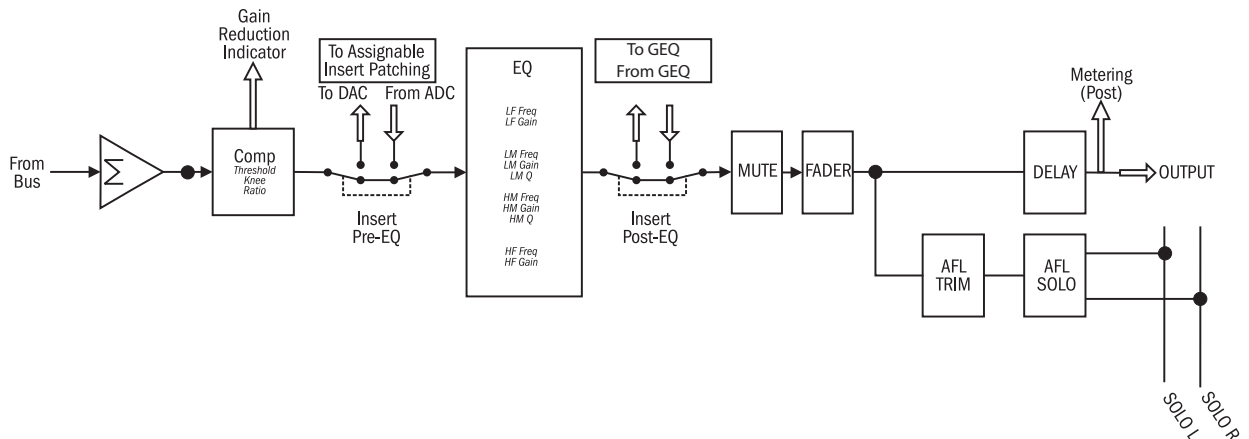 Gain
Reduction
Indicator
To Assignable
Insert Patching
To DAC
From ADC
EQ
LF Freq
LF Gain
LM Freq
LM Gain
LM Q
HM Freq
HM Gain
HM Q
HF Freq
HF Gain
To GEQ
From GEQ
Metering
(Post)
From
Bus
Σ
Comp
Threshold
Knee
Ratio
Insert
Pre-EQ
Insert
Post-EQ
MUTE
FADER
DELAY
OUTPUT
AFL
TRIM
AFL
SOLO
SOLO L
SOLO R